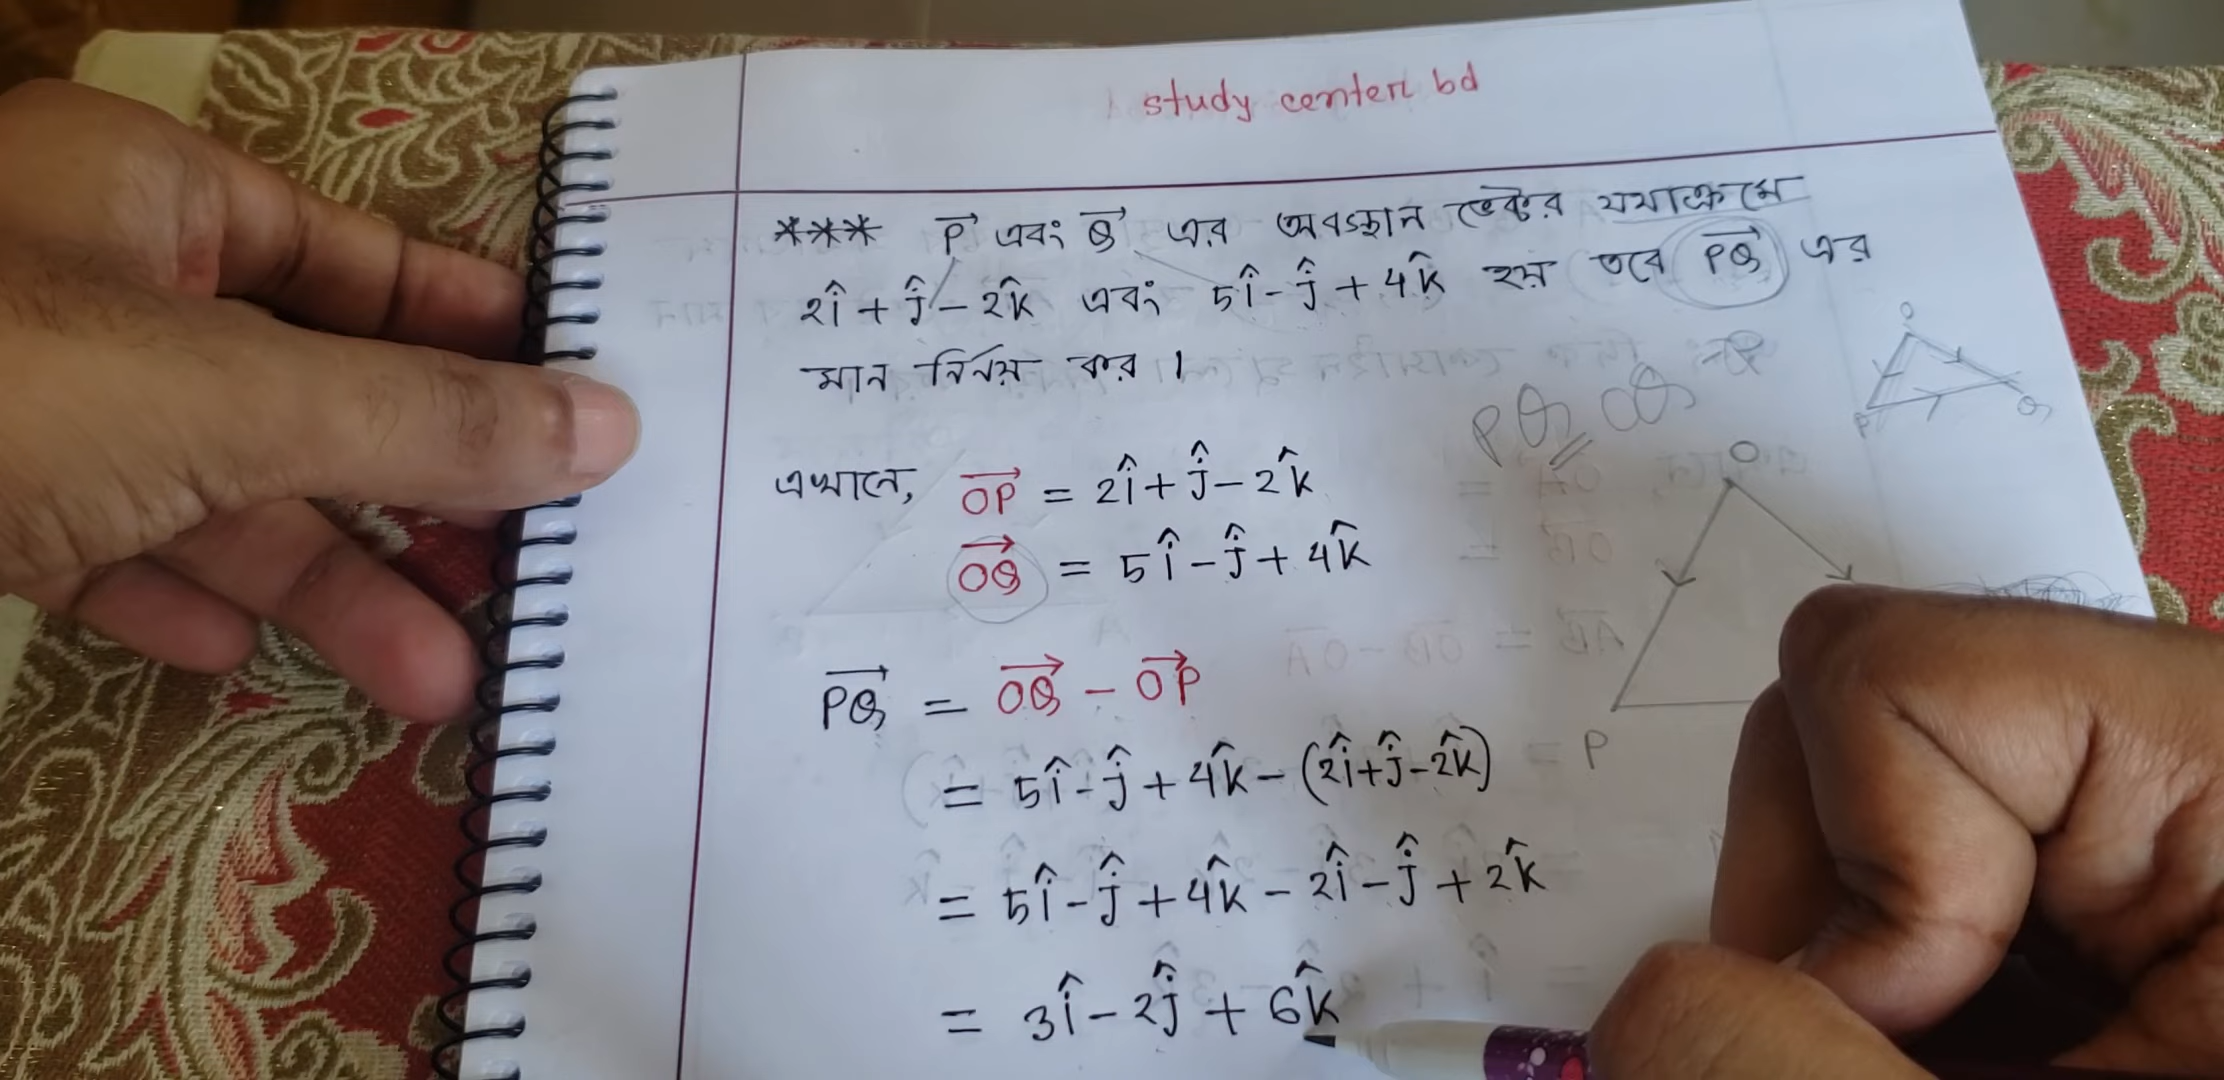 study center bd
*** P⃗ এবং Q⃗ এর অবস্থান ভেক্টর যথাক্রমে
2î + ĵ - 2k̂ এবং 5î - ĵ + 4k̂ হয় তবে P͞Q⃗ এর
মান নির্নয় কর।
O
P
Q
PQ OQ
এখানে, OP⃗ = 2î + ĵ - 2k̂
OQ⃗ = 5î - ĵ + 4k̂
O
P
PQ⃗ = OQ⃗ - OP⃗
= 5î - ĵ + 4k̂ - (2î + ĵ - 2k̂)
= 5î - ĵ + 4k̂ - 2î - ĵ + 2k̂
= 3î - 2ĵ + 6k̂